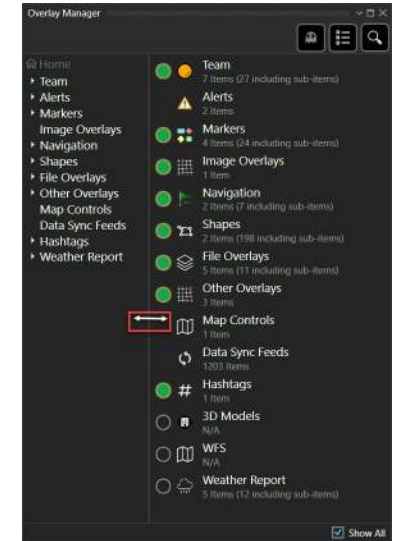 Overlay Manager
Home
Team
Alerts
Markers
Image Overlays
Navigation
Shapes
File Overlays
Other Overlays
Map Controls
Data Sync Feeds
Hashtags
Weather Report
Team
7 Items (27 including sub-items)
Alerts
2 Items
Markers
4 Items (24 including sub-items)
Image Overlays
1 Item
Navigation
2 Items (7 including sub-items)
Shapes
2 Items (198 including sub-items)
File Overlays
5 Items (11 including sub-items)
Other Overlays
3 Items
Map Controls
1 Item
Data Sync Feeds
1203 Items
Hashtags
1 Item
3D Models
N/A
WFS
N/A
Weather Report
5 Items (12 including sub-items)
Show All